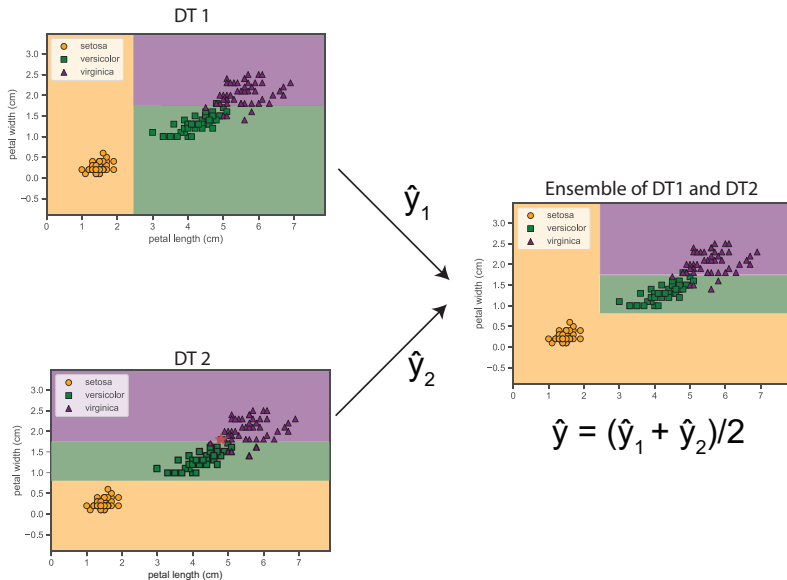 DT 1
setosa
versicolor
virginica
3.0
2.5
2.0
1.5
1.0
0.5
0.0
−0.5
petal width (cm)
0 1 2 3 4 5 6 7
petal length (cm)
ŷ1
Ensemble of DT1 and DT2
setosa
versicolor
virginica
3.0
2.5
2.0
1.5
1.0
0.5
0.0
−0.5
petal width (cm)
0 1 2 3 4 5 6 7
ŷ = (ŷ1 + ŷ2)/2
DT 2
setosa
versicolor
virginica
3.0
2.5
2.0
1.5
1.0
0.5
0.0
−0.5
petal width (cm)
0 1 2 3 4 5 6 7
petal length (cm)
ŷ2